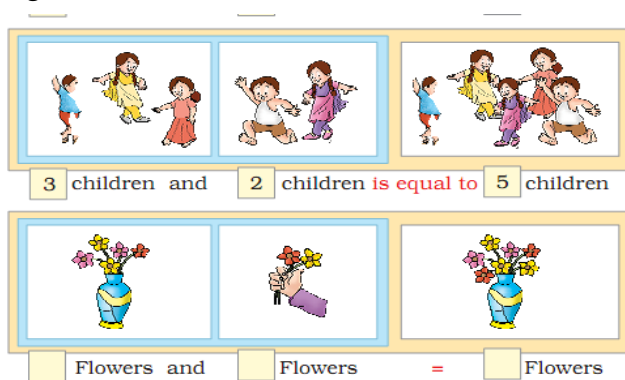 3 children and 2 children is equal to 5 children
Flowers and Flowers = Flowers